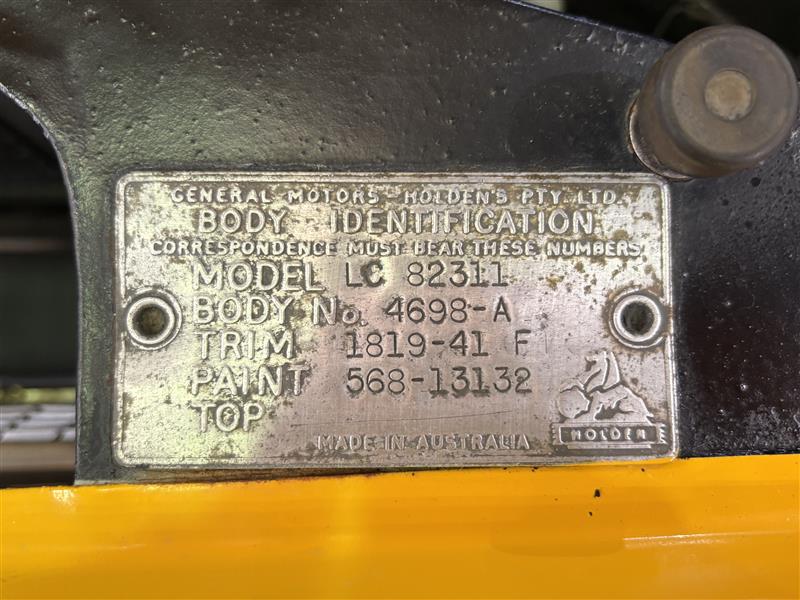 GENERAL MOTORS - HOLDEN'S PTY. LTD.
BODY IDENTIFICATION
CORRESPONDENCE MUST BEAR THESE NUMBERS
MODEL LC 82311
BODY No. 4698-A
TRIM 1819-41 F
PAINT 568-13132
TOP
HOLDEN
MADE IN AUSTRALIA